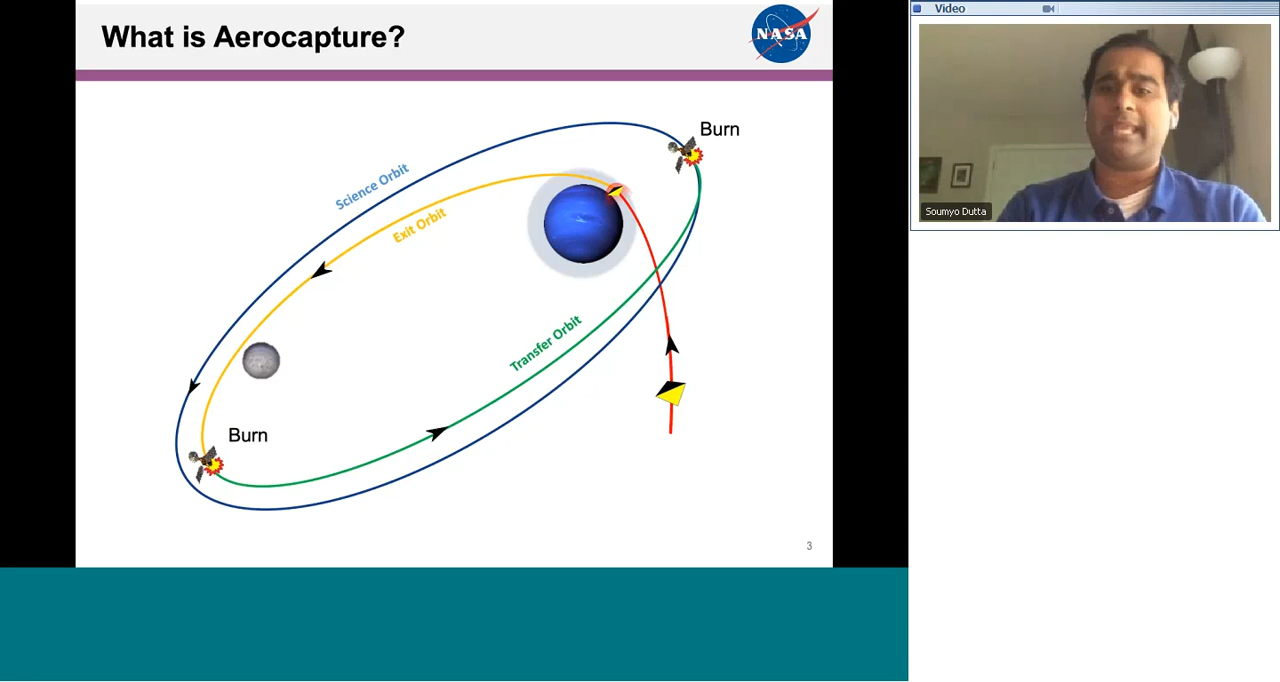 What is Aerocapture?
NASA
Burn
Science Orbit
Exit Orbit
Transfer Orbit
Burn
3
Video
Soumyo Dutta